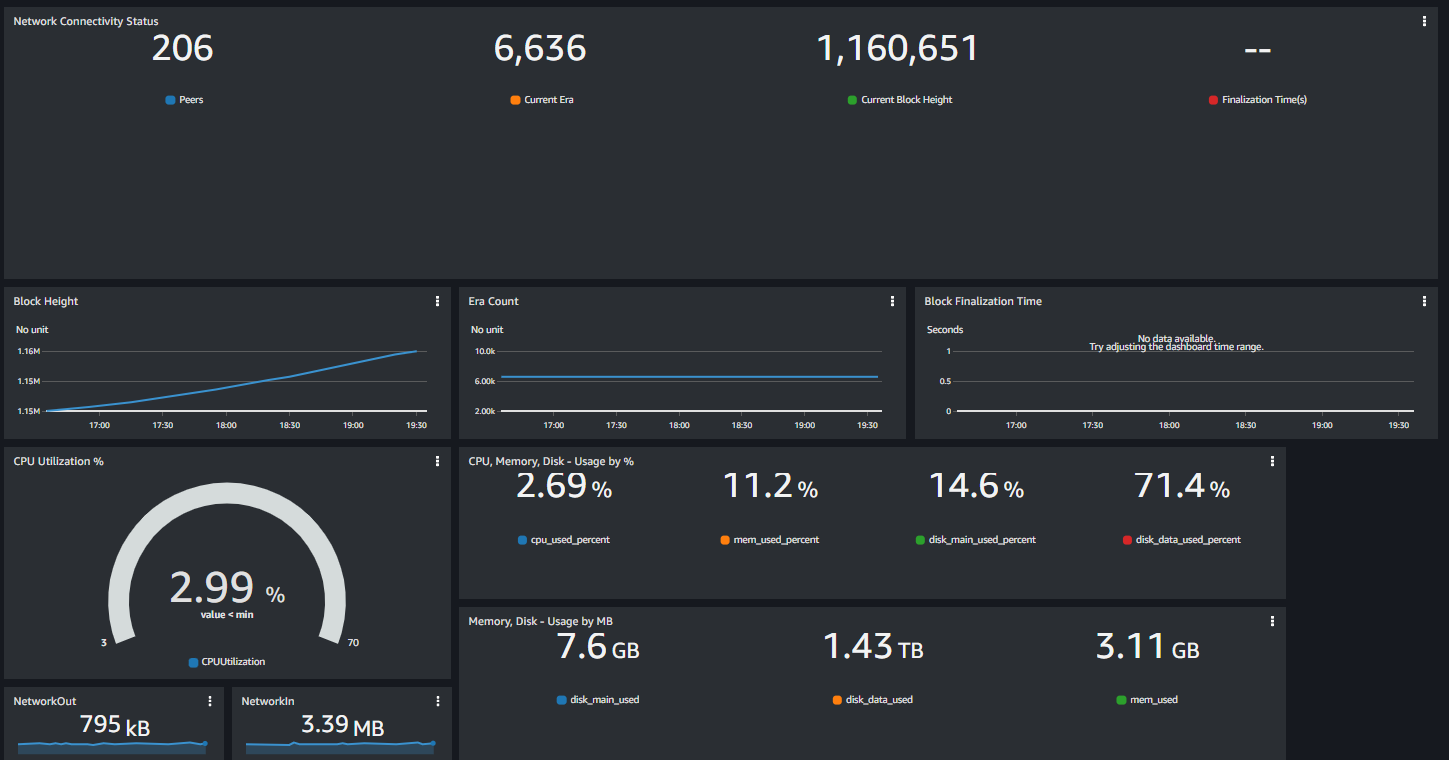 Network Connectivity Status
206 6,636 1,160,651 --
Peers Current Era Current Block Height Finalization Time(s)
Block Height
No unit
1.16M
1.15M
1.15M
17:00 17:30 18:00 18:30 19:00 19:30
Era Count
No unit
10.0k
6.00k
2.00k
17:00 17:30 18:00 18:30 19:00 19:30
Block Finalization Time
Seconds
No data available.
Try adjusting the dashboard time range.
1
0.5
0
17:00 17:30 18:00 18:30 19:00 19:30
CPU Utilization %
2.99 %
value < min
3 70
CPUUtilization
CPU, Memory, Disk - Usage by %
2.69 % 11.2 % 14.6 % 71.4 %
cpu_used_percent mem_used_percent disk_main_used_percent disk_data_used_percent
Memory, Disk - Usage by MB
7.6 GB 1.43 TB 3.11 GB
disk_main_used disk_data_used mem_used
NetworkOut
795 kB
NetworkIn
3.39 MB